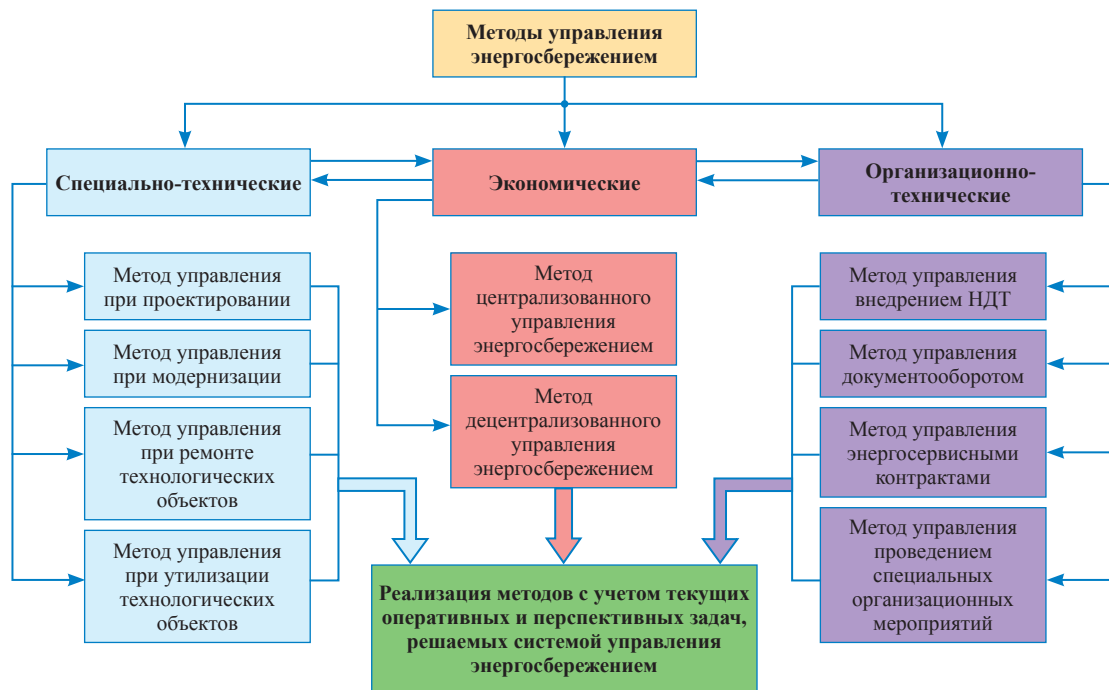 Методы управления
энергосбережением
Специально-технические
Экономические
Организационно-
технические
Метод управления
при проектировании
Метод управления
при модернизации
Метод управления
при ремонте
технологических
объектов
Метод управления
при утилизации
технологических
объектов
Метод
централизованного
управления
энергосбережением
Метод
децентрализованного
управления
энергосбережением
Метод управления
внедрением НДТ
Метод управления
документооборотом
Метод управления
энергосервисными
контрактами
Метод управления
проведением
специальных
организационных
мероприятий
Реализация методов с учетом текущих
оперативных и перспективных задач,
решаемых системой управления
энергосбережением